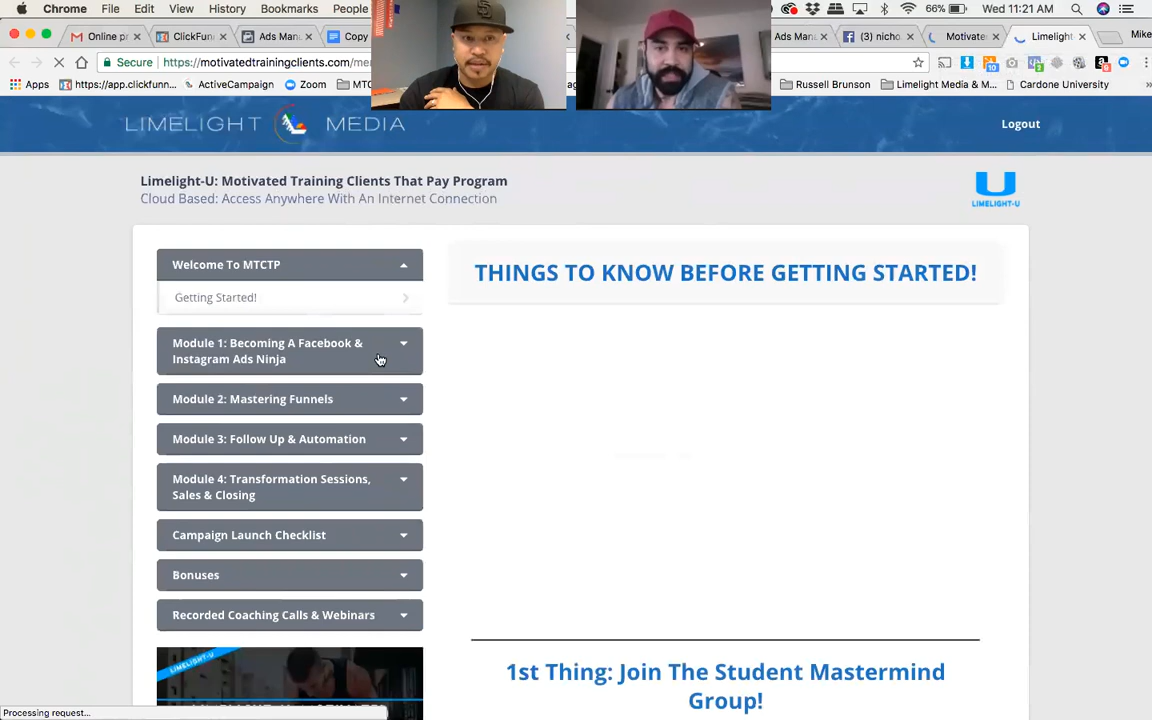 Chrome File Edit View History Bookmarks People 66% Wed 11:21 AM
Online p ClickFun Ads Man Copy Ads Man (3) nicho Motivate Limelight Mike
Secure https://motivatedtrainingclients.com/me
Apps https://app.clickfunn... ActiveCampaign Zoom MTC Russell Brunson Limelight Media & M... Cardone University
LIMELIGHT MEDIA
Logout
Limelight-U: Motivated Training Clients That Pay Program
Cloud Based: Access Anywhere With An Internet Connection
U
LIMELIGHT-U
Welcome To MTCTP
Getting Started!
Module 1: Becoming A Facebook &
Instagram Ads Ninja
Module 2: Mastering Funnels
Module 3: Follow Up & Automation
Module 4: Transformation Sessions,
Sales & Closing
Campaign Launch Checklist
Bonuses
Recorded Coaching Calls & Webinars
LIMELIGHT-U
THINGS TO KNOW BEFORE GETTING STARTED!
1st Thing: Join The Student Mastermind
Group!
Processing request...